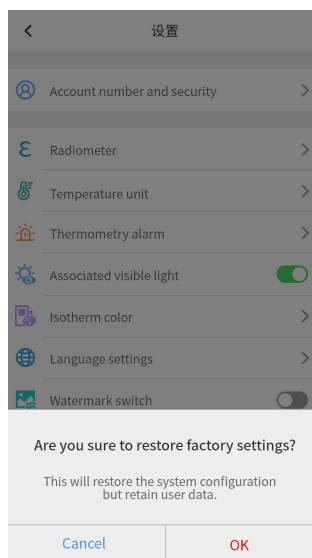 设置
Account number and security
Radiometer
Temperature unit
Thermometry alarm
Associated visible light
Isotherm color
Language settings
Watermark switch
Are you sure to restore factory settings?
This will restore the system configuration
but retain user data.
Cancel
OK